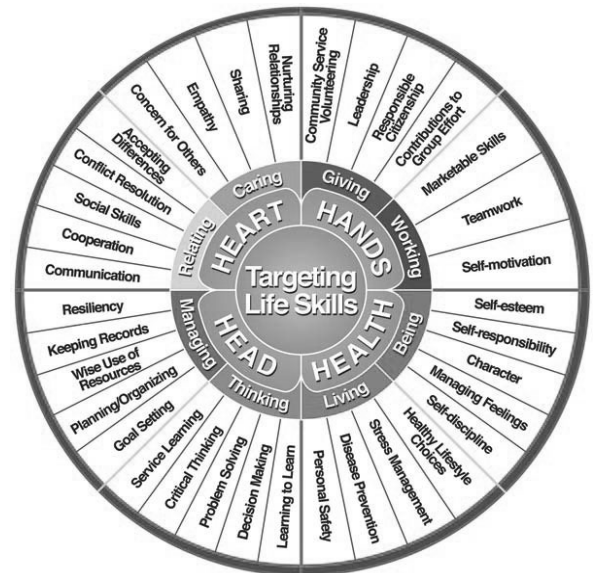 Targeting
Life Skills
HEART
HANDS
HEALTH
HEAD
Relating
Caring
Giving
Working
Being
Living
Thinking
Managing
Communication
Cooperation
Social Skills
Conflict Resolution
Accepting
Differences
Concern for Others
Empathy
Sharing
Nurturing
Relationships
Community Service
Volunteering
Leadership
Responsible
Citizenship
Contributions to
Group Effort
Marketable Skills
Teamwork
Self-motivation
Self-esteem
Self-responsibility
Character
Managing Feelings
Self-discipline
Healthy Lifestyle
Choices
Stress Management
Disease Prevention
Personal Safety
Learning to Learn
Decision Making
Problem Solving
Critical Thinking
Service Learning
Goal Setting
Planning/Organizing
Wise Use of
Resources
Keeping Records
Resiliency